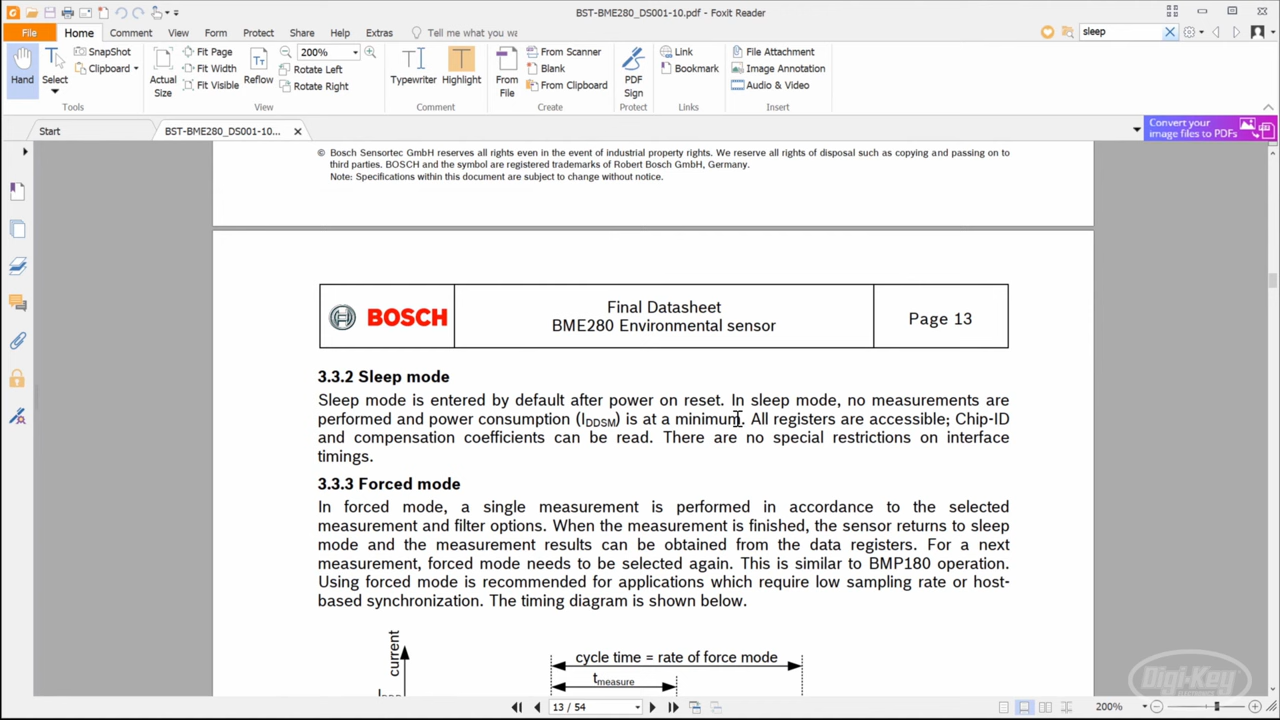 BST-BME280_DS001-10.pdf - Foxit Reader
File Home Comment View Form Protect Share Help Extras Tell me what you wa sleep
Hand
Select
SnapShot
Clipboard
Tools
Actual Size
Fit Page
Fit Width
Fit Visible
Reflow
200%
Rotate Left
Rotate Right
View
Typewriter
Highlight
Comment
From File
From Scanner
Blank
From Clipboard
Create
PDF Sign
Protect
Link
Bookmark
Links
File Attachment
Image Annotation
Audio & Video
Insert
Start
BST-BME280_DS001-10...
Convert your
image files to PDFs
© Bosch Sensortec GmbH reserves all rights even in the event of industrial property rights. We reserve all rights of disposal such as copying and passing on to
third parties. BOSCH and the symbol are registered trademarks of Robert Bosch GmbH, Germany.
Note: Specifications within this document are subject to change without notice.
BOSCH
Final Datasheet
BME280 Environmental sensor
Page 13
3.3.2 Sleep mode
Sleep mode is entered by default after power on reset. In sleep mode, no measurements are
performed and power consumption (IDDSM) is at a minimum. All registers are accessible; Chip-ID
and compensation coefficients can be read. There are no special restrictions on interface
timings.
3.3.3 Forced mode
In forced mode, a single measurement is performed in accordance to the selected
measurement and filter options. When the measurement is finished, the sensor returns to sleep
mode and the measurement results can be obtained from the data registers. For a next
measurement, forced mode needs to be selected again. This is similar to BMP180 operation.
Using forced mode is recommended for applications which require low sampling rate or host-
based synchronization. The timing diagram is shown below.
current
cycle time = rate of force mode
tmeasure
13 / 54
200%
Digi-Key
ELECTRONICS